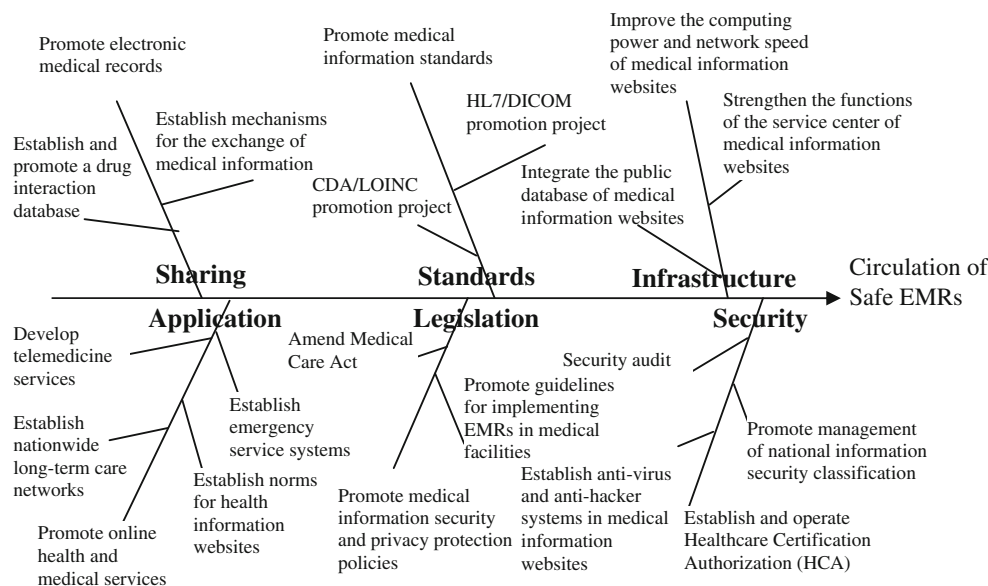 Promote electronic
medical records
Establish and
promote a drug
interaction
database
Establish mechanisms
for the exchange of
medical information
Sharing
Promote medical
information standards
HL7/DICOM
promotion project
CDA/LOINC
promotion project
Standards
Improve the computing
power and network speed
of medical information
websites
Strengthen the functions
of the service center of
medical information
websites
Integrate the public
database of medical
information websites
Infrastructure
Circulation of
Safe EMRs
Application
Develop
telemedicine
services
Establish
emergency
service systems
Establish
nationwide
long-term care
networks
Establish norms
for health
information
websites
Promote online
health and
medical services
Legislation
Amend Medical
Care Act
Promote guidelines
for implementing
EMRs in medical
facilities
Promote medical
information security
and privacy protection
policies
Security
Security audit
Promote management
of national information
security classification
Establish anti-virus
and anti-hacker
systems in medical
information
websites
Establish and operate
Healthcare Certification
Authorization (HCA)